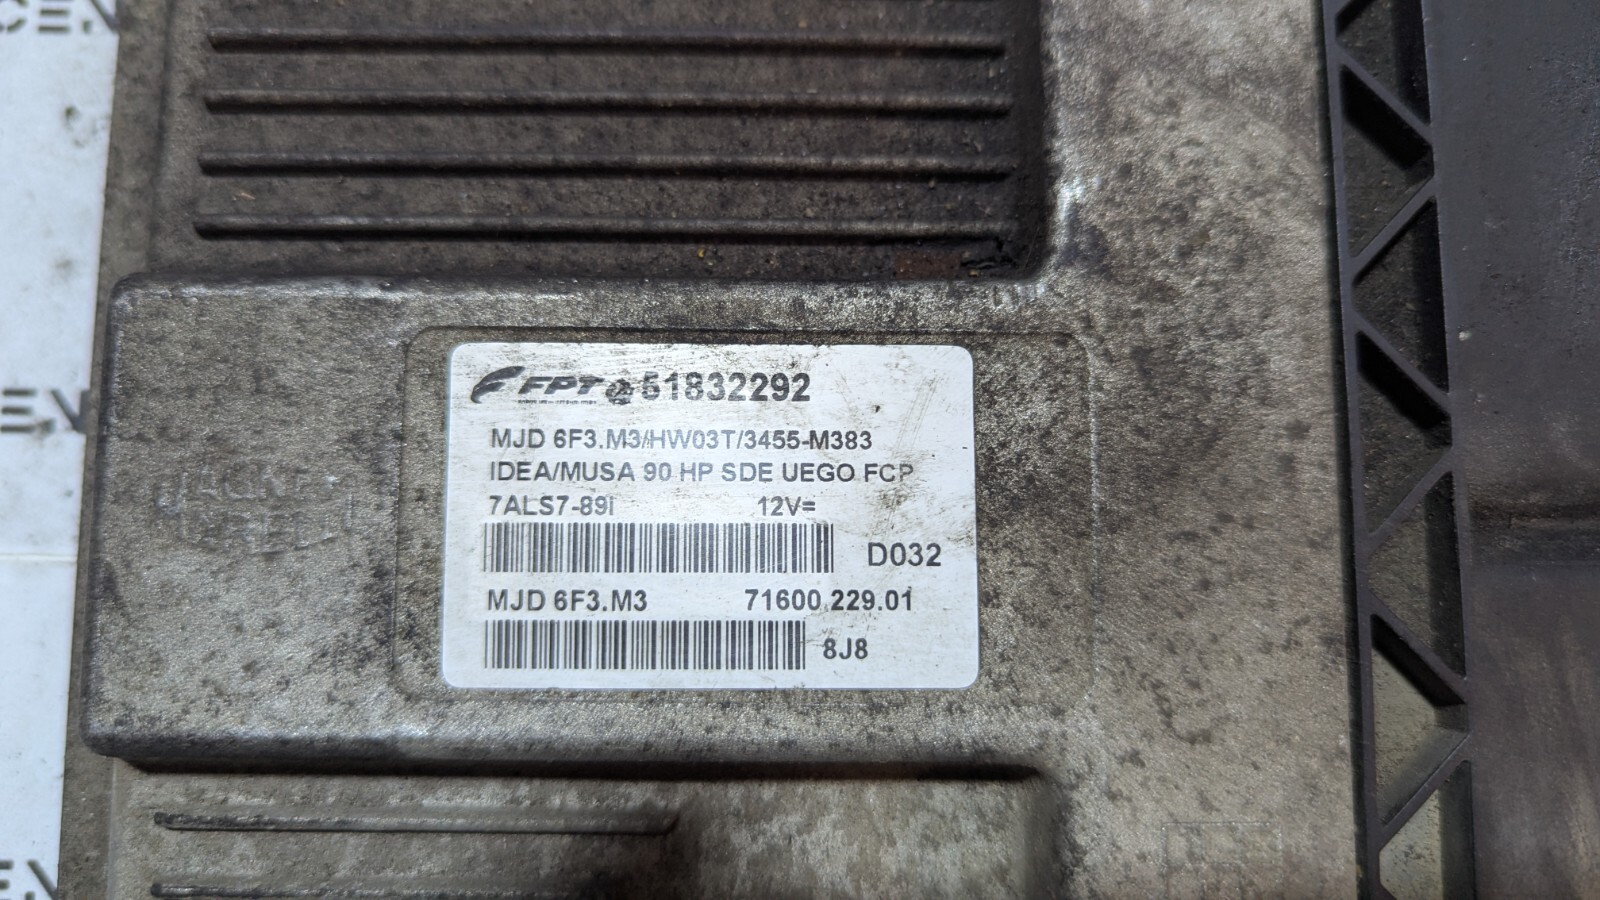 FPT 51832292
MJD 6F3.M3/HW03T/3455-M383
IDEA/MUSA 90 HP SDE UEGO FCP
7ALS7-89I 12V=
D032
MJD 6F3.M3 71600.229.01
8J8